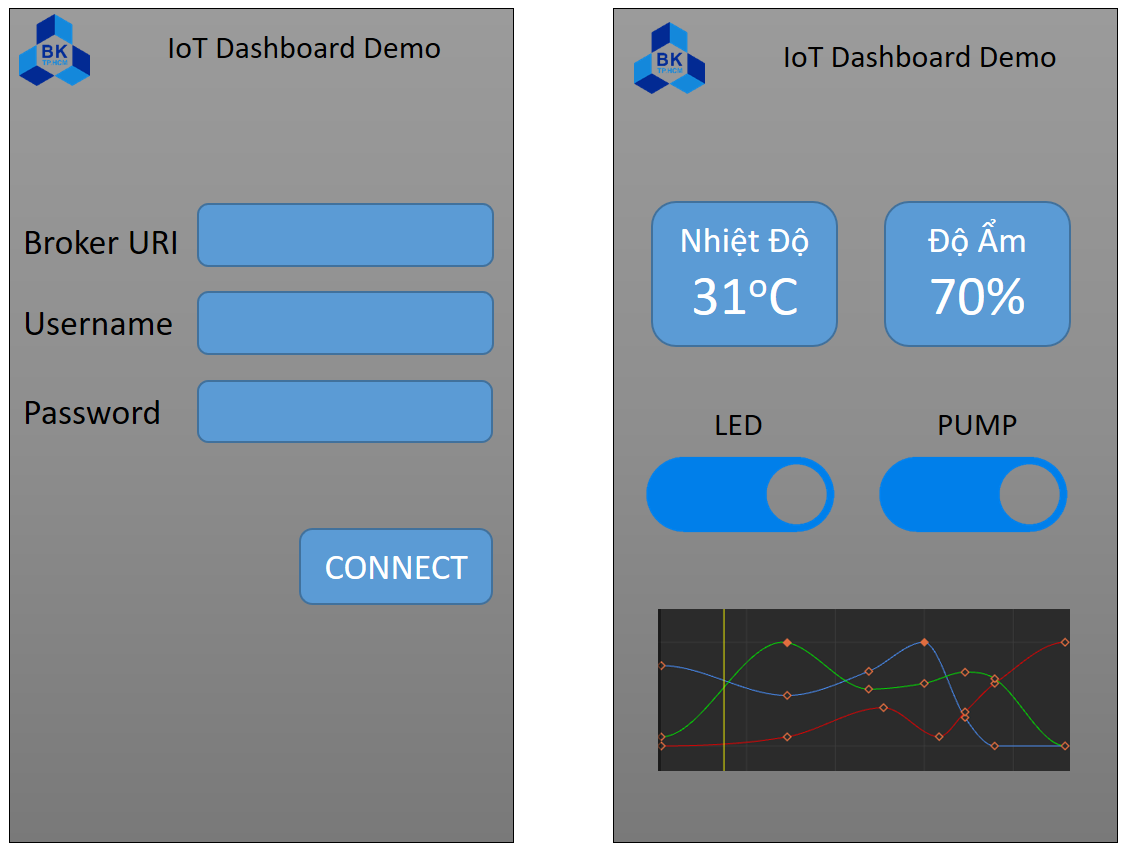 BK
TP.HCM
IoT Dashboard Demo
Broker URI
Username
Password
CONNECT
BK
TP.HCM
IoT Dashboard Demo
Nhiệt Độ
31°C
Độ Ẩm
70%
LED
PUMP